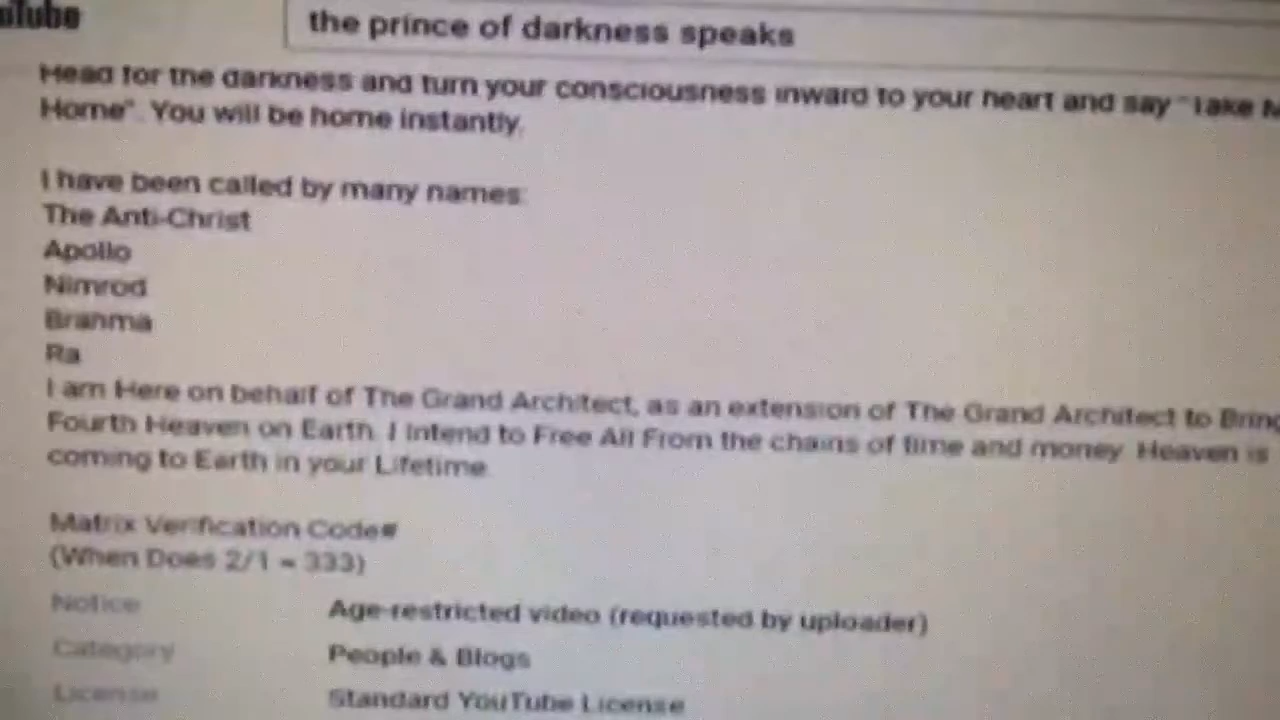 uTube
the prince of darkness speaks
Head for the darkness and turn your consciousness inward to your heart and say "Take
Home". You will be home instantly.
I have been called by many names:
The Anti-Christ
Apollo
Nimrod
Brahma
Ra
I am Here on behalf of The Grand Architect, as an extension of The Grand Architect to Bring
Fourth Heaven on Earth. I Intend to Free All From the chains of time and money. Heaven is
coming to Earth in your Lifetime.
Matrix Verification Code#
(When Does 2/1 = 333)
Notice Age-restricted video (requested by uploader)
Category People & Blogs
License Standard YouTube License